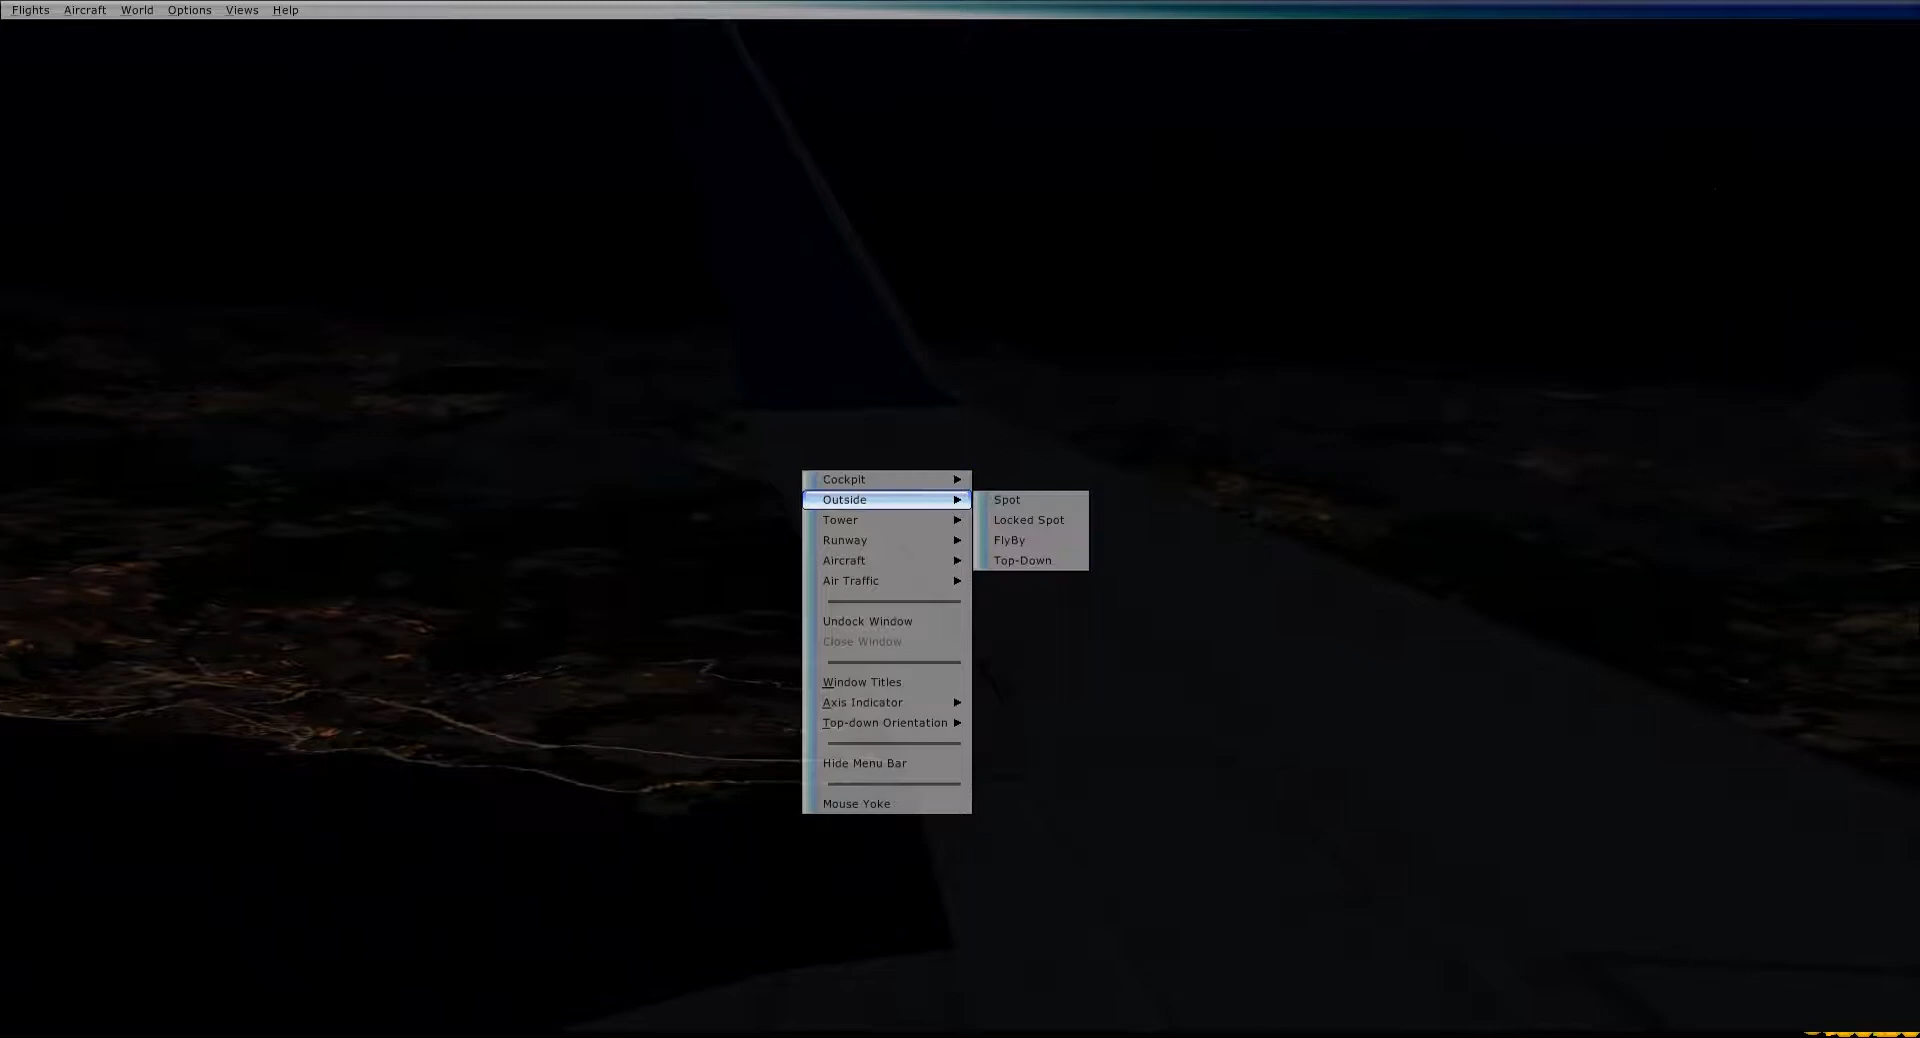 Flights Aircraft World Options Views Help
Cockpit
Outside
Tower
Runway
Aircraft
Air Traffic
Undock Window
Close Window
Window Titles
Axis Indicator
Top-down Orientation
Hide Menu Bar
Mouse Yoke
Spot
Locked Spot
FlyBy
Top-Down